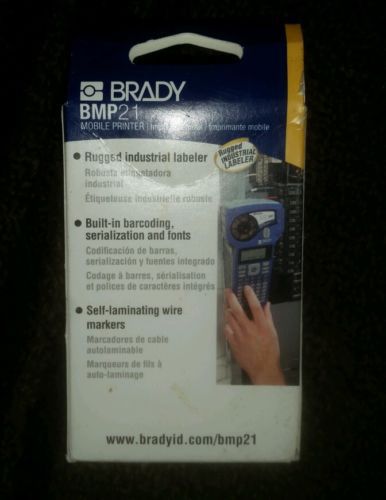 BRADY
BMP21
MOBILE PRINTER | Imprimante mobile
Rugged INDUSTRIAL LABELER
• Rugged industrial labeler
Robusta etiquetadora
industrial
Étiqueteuse industrielle robuste
• Built-in barcoding,
serialization and fonts
Codificación de barras,
serialización y fuentes integrado
Codage à barres, sérialisation
et polices de caractères intégrés
• Self-laminating wire
markers
Marcadores de cable
autolaminable
Marqueurs de fils à
auto-laminage
www.bradyid.com/bmp21